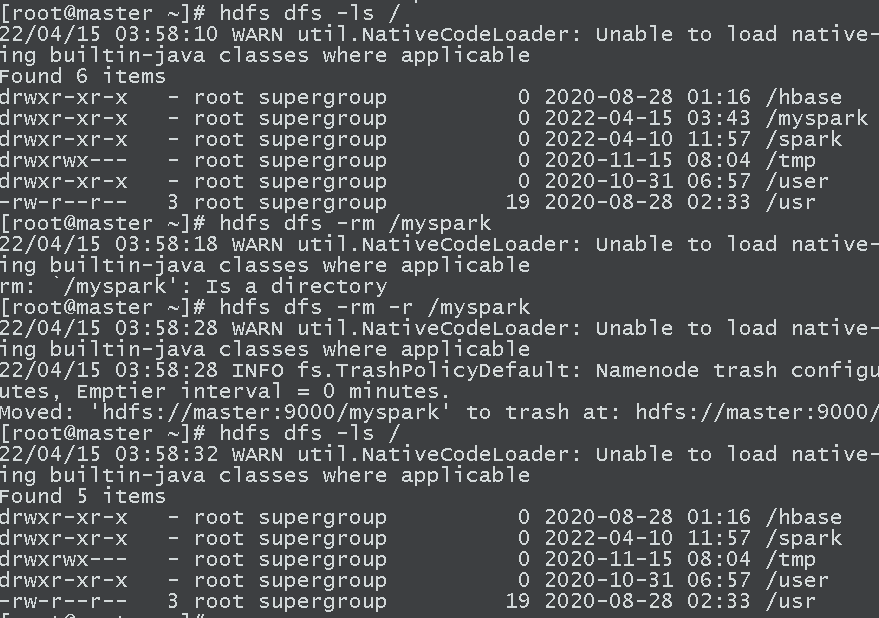 [root@master ~]# hdfs dfs -ls /
22/04/15 03:58:10 WARN util.NativeCodeLoader: Unable to load native-
ing builtin-java classes where applicable
Found 6 items
drwxr-xr-x   - root supergroup          0 2020-08-28 01:16 /hbase
drwxr-xr-x   - root supergroup          0 2022-04-15 03:43 /myspark
drwxr-xr-x   - root supergroup          0 2022-04-10 11:57 /spark
drwxrwx---   - root supergroup          0 2020-11-15 08:04 /tmp
drwxr-xr-x   - root supergroup          0 2020-10-31 06:57 /user
-rw-r--r--   3 root supergroup         19 2020-08-28 02:33 /usr
[root@master ~]# hdfs dfs -rm /myspark
22/04/15 03:58:18 WARN util.NativeCodeLoader: Unable to load native-
ing builtin-java classes where applicable
rm: `/myspark': Is a directory
[root@master ~]# hdfs dfs -rm -r /myspark
22/04/15 03:58:28 WARN util.NativeCodeLoader: Unable to load native-
ing builtin-java classes where applicable
22/04/15 03:58:28 INFO fs.TrashPolicyDefault: Namenode trash configu
utes, Emptier interval = 0 minutes.
Moved: 'hdfs://master:9000/myspark' to trash at: hdfs://master:9000/
[root@master ~]# hdfs dfs -ls /
22/04/15 03:58:32 WARN util.NativeCodeLoader: Unable to load native-
ing builtin-java classes where applicable
Found 5 items
drwxr-xr-x   - root supergroup          0 2020-08-28 01:16 /hbase
drwxr-xr-x   - root supergroup          0 2022-04-10 11:57 /spark
drwxrwx---   - root supergroup          0 2020-11-15 08:04 /tmp
drwxr-xr-x   - root supergroup          0 2020-10-31 06:57 /user
-rw-r--r--   3 root supergroup         19 2020-08-28 02:33 /usr